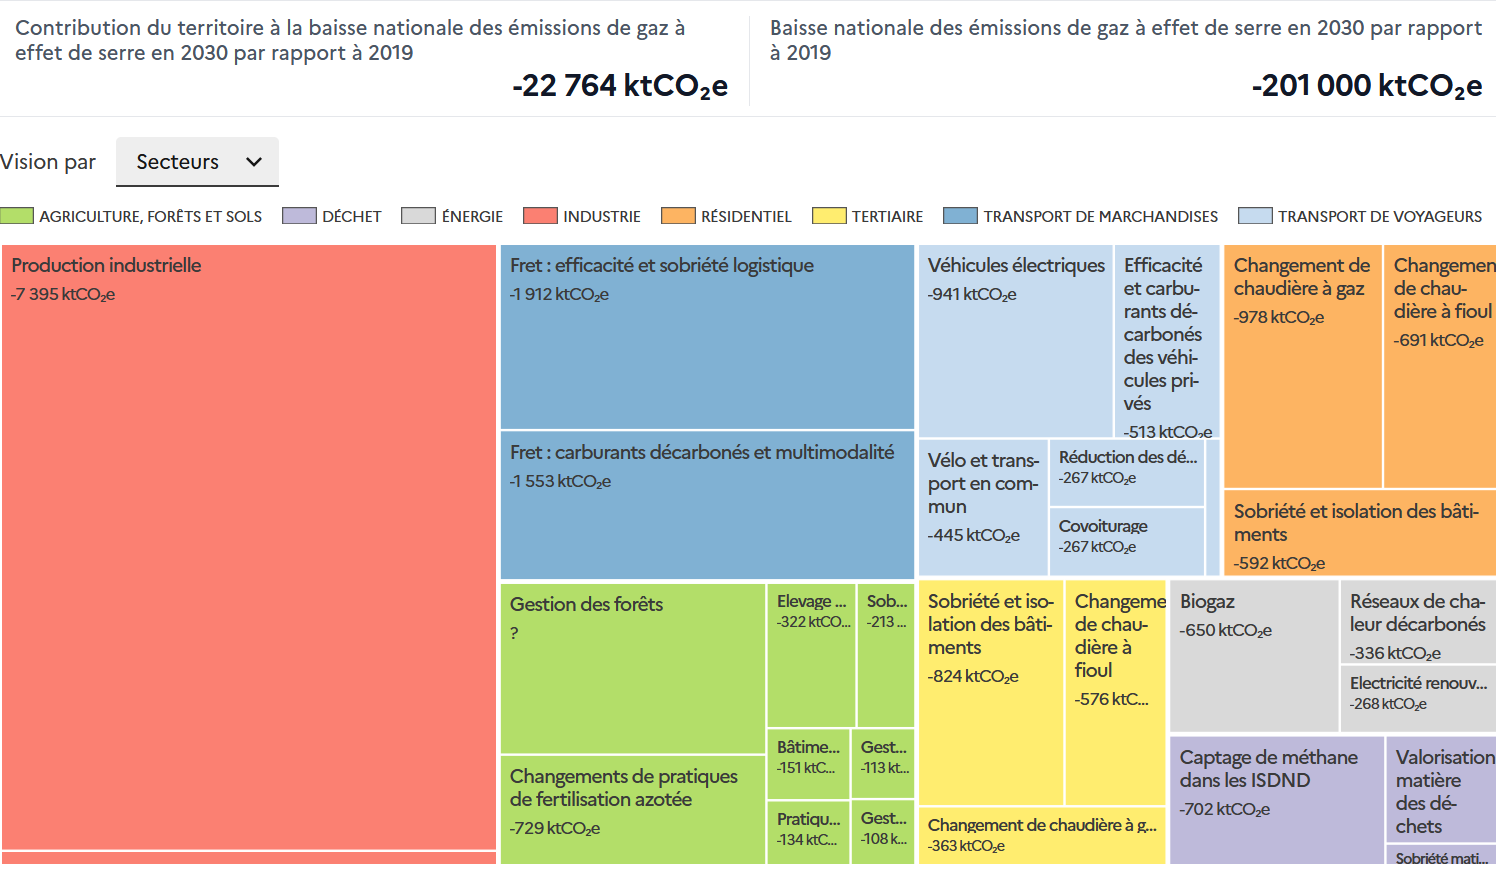 Contribution du territoire à la baisse nationale des émissions de gaz à
effet de serre en 2030 par rapport à 2019
-22 764 ktCO₂e
Baisse nationale des émissions de gaz à effet de serre en 2030 par rapport
à 2019
-201 000 ktCO₂e
Vision par
Secteurs
AGRICULTURE, FORÊTS ET SOLS
DÉCHET
ÉNERGIE
INDUSTRIE
RÉSIDENTIEL
TERTIAIRE
TRANSPORT DE MARCHANDISES
TRANSPORT DE VOYAGEURS
Production industrielle
-7 395 ktCO₂e
Fret : efficacité et sobriété logistique
-1 912 ktCO₂e
Fret : carburants décarbonés et multimodalité
-1 553 ktCO₂e
Gestion des forêts
?
Changements de pratiques
de fertilisation azotée
-729 ktCO₂e
Elevage ...
-322 ktCO...
Sob...
-213 ...
Bâtime...
-151 ktC...
Gest...
-113 kt...
Pratiqu...
-134 ktC...
Gest...
-108 k...
Véhicules électriques
-941 ktCO₂e
Efficacité
et carbu-
rants dé-
carbonés
des véhi-
cules pri-
vés
-513 ktCO₂e
Vélo et trans-
port en com-
mun
-445 ktCO₂e
Réduction des dé...
-267 ktCO₂e
Covoiturage
-267 ktCO₂e
Changement de
chaudière à gaz
-978 ktCO₂e
Changemen
de chau-
dière à fioul
-691 ktCO₂e
Sobriété et isolation des bâti-
ments
-592 ktCO₂e
Sobriété et iso-
lation des bâti-
ments
-824 ktCO₂e
Changeme
de chau-
dière à
fioul
-576 ktC...
Changement de chaudière à g...
-363 ktCO₂e
Biogaz
-650 ktCO₂e
Réseaux de cha-
leur décarbonés
-336 ktCO₂e
Electricité renouv...
-268 ktCO₂e
Captage de méthane
dans les ISDND
-702 ktCO₂e
Valorisation
matière
des dé-
chets
Sobriété mati...